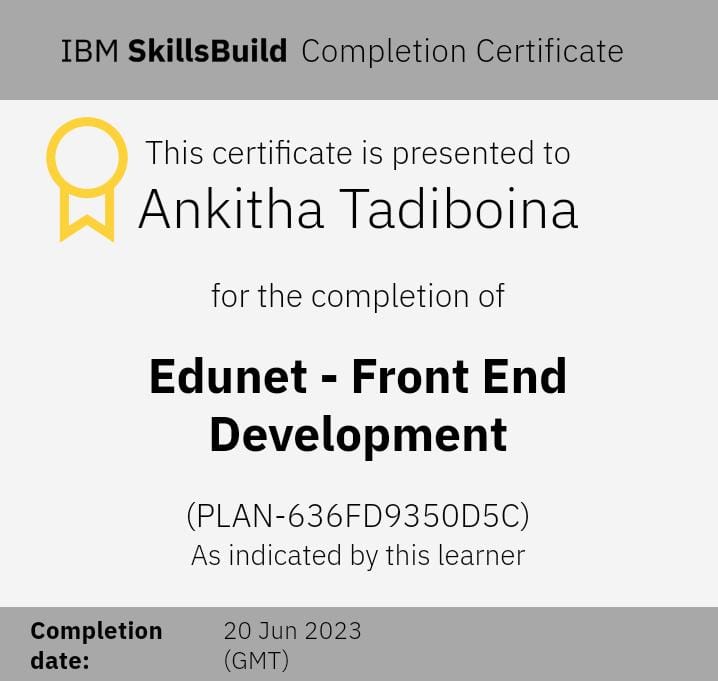 IBM SkillsBuild Completion Certificate
This certificate is presented to
Ankitha Tadiboina
for the completion of
Edunet - Front End
Development
(PLAN-636FD9350D5C)
As indicated by this learner
Completion date: 20 Jun 2023 (GMT)